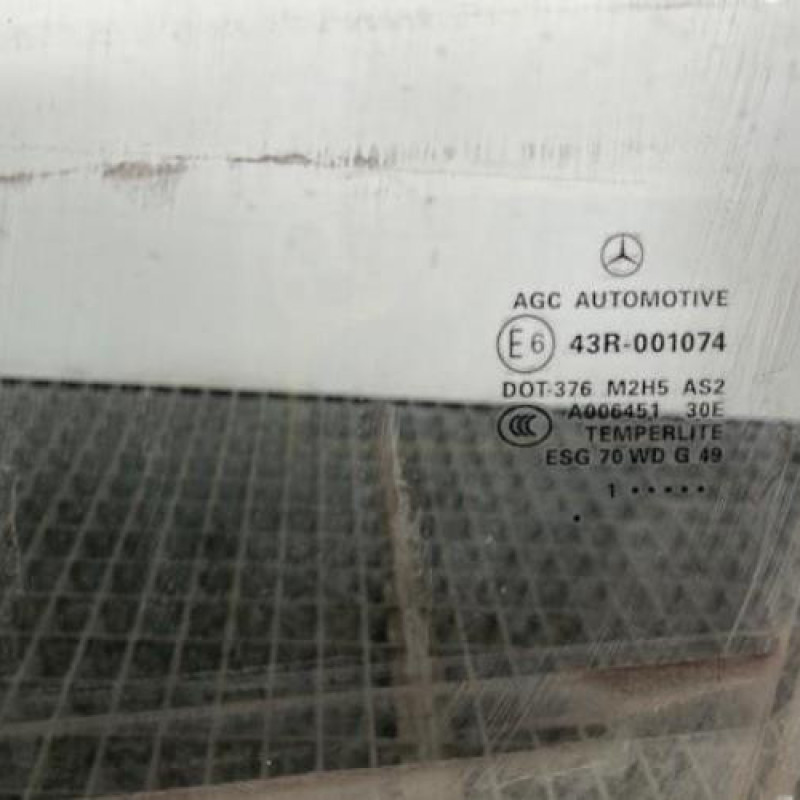 AGC AUTOMOTIVE
E6 43R-001074
DOT-376 M2H5 AS2
A006451 30E
TEMPERLITE
ESG 70 WD G 49
1 •••••